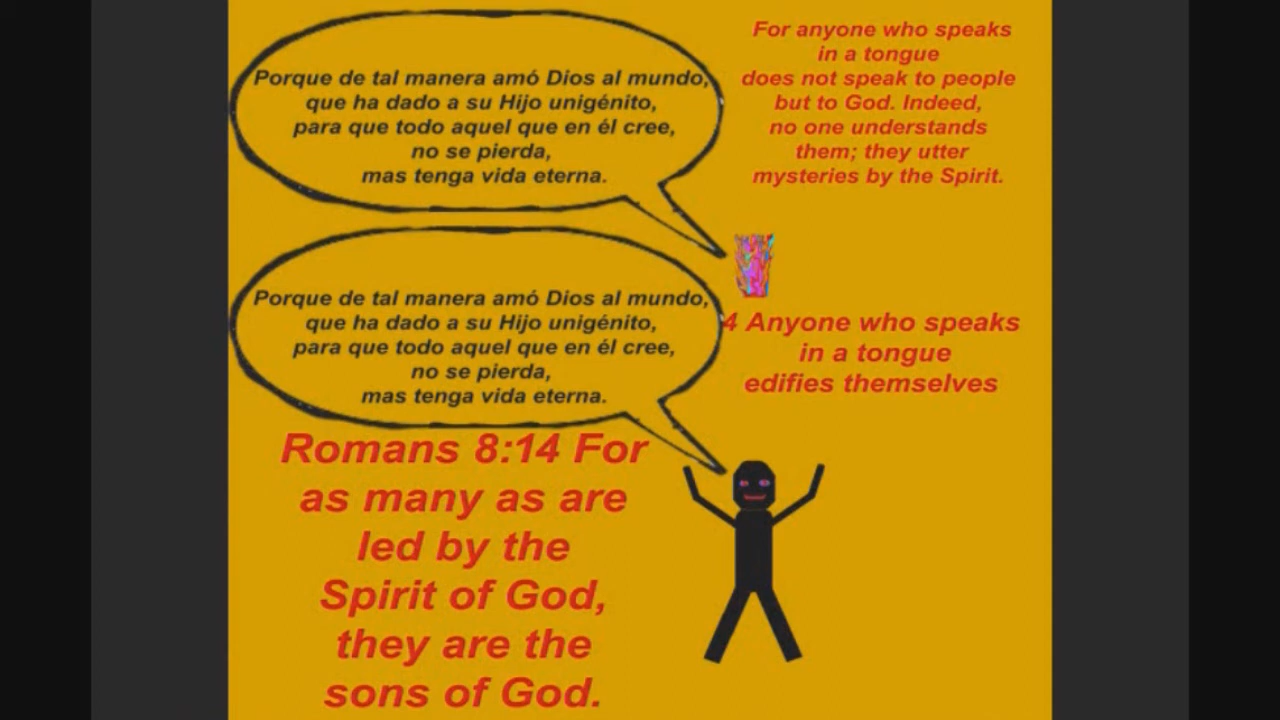 Porque de tal manera amó Dios al mundo,
que ha dado a su Hijo unigénito,
para que todo aquel que en él cree,
no se pierda,
mas tenga vida eterna.
For anyone who speaks
in a tongue
does not speak to people
but to God. Indeed,
no one understands
them; they utter
mysteries by the Spirit.
Porque de tal manera amó Dios al mundo,
que ha dado a su Hijo unigénito,
para que todo aquel que en él cree,
no se pierda,
mas tenga vida eterna.
4 Anyone who speaks
in a tongue
edifies themselves
Romans 8:14 For
as many as are
led by the
Spirit of God,
they are the
sons of God.